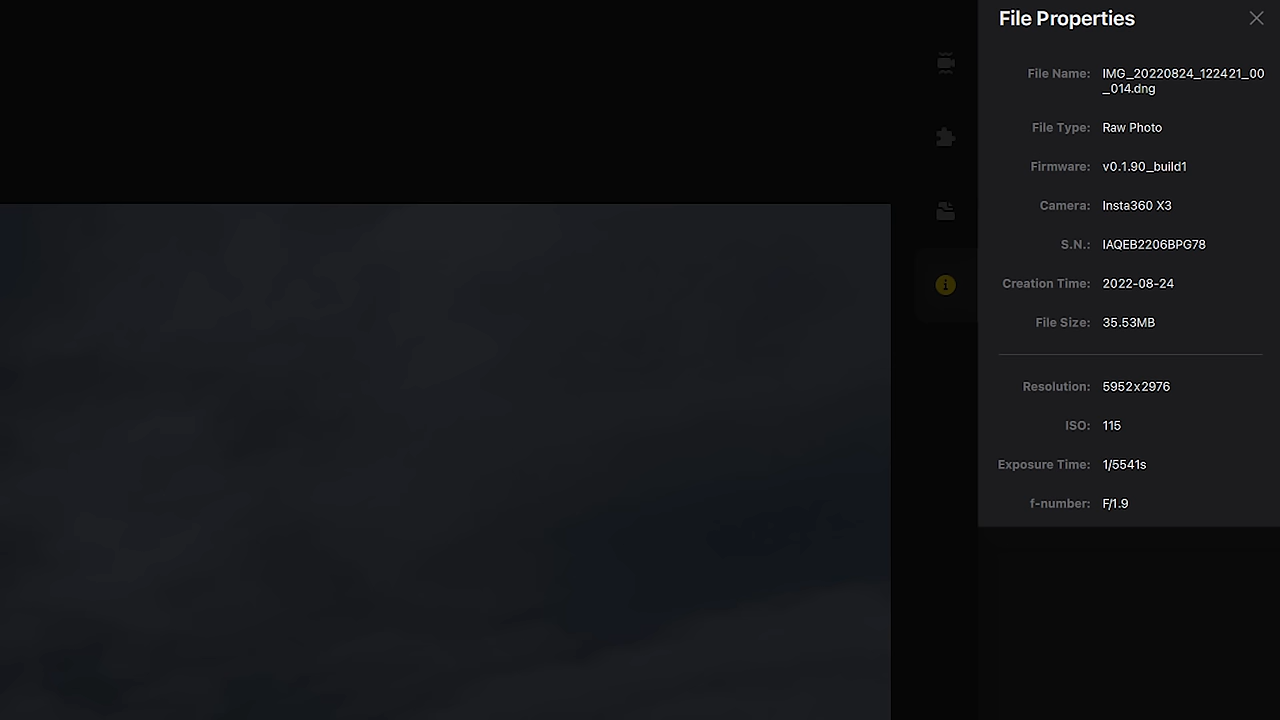 File Properties
File Name: IMG_20220824_122421_00
_014.dng
File Type: Raw Photo
Firmware: v0.1.90_build1
Camera: Insta360 X3
S.N.: IAQEB2206BPG78
Creation Time: 2022-08-24
File Size: 35.53MB
Resolution: 5952x2976
ISO: 115
Exposure Time: 1/5541s
f-number: F/1.9